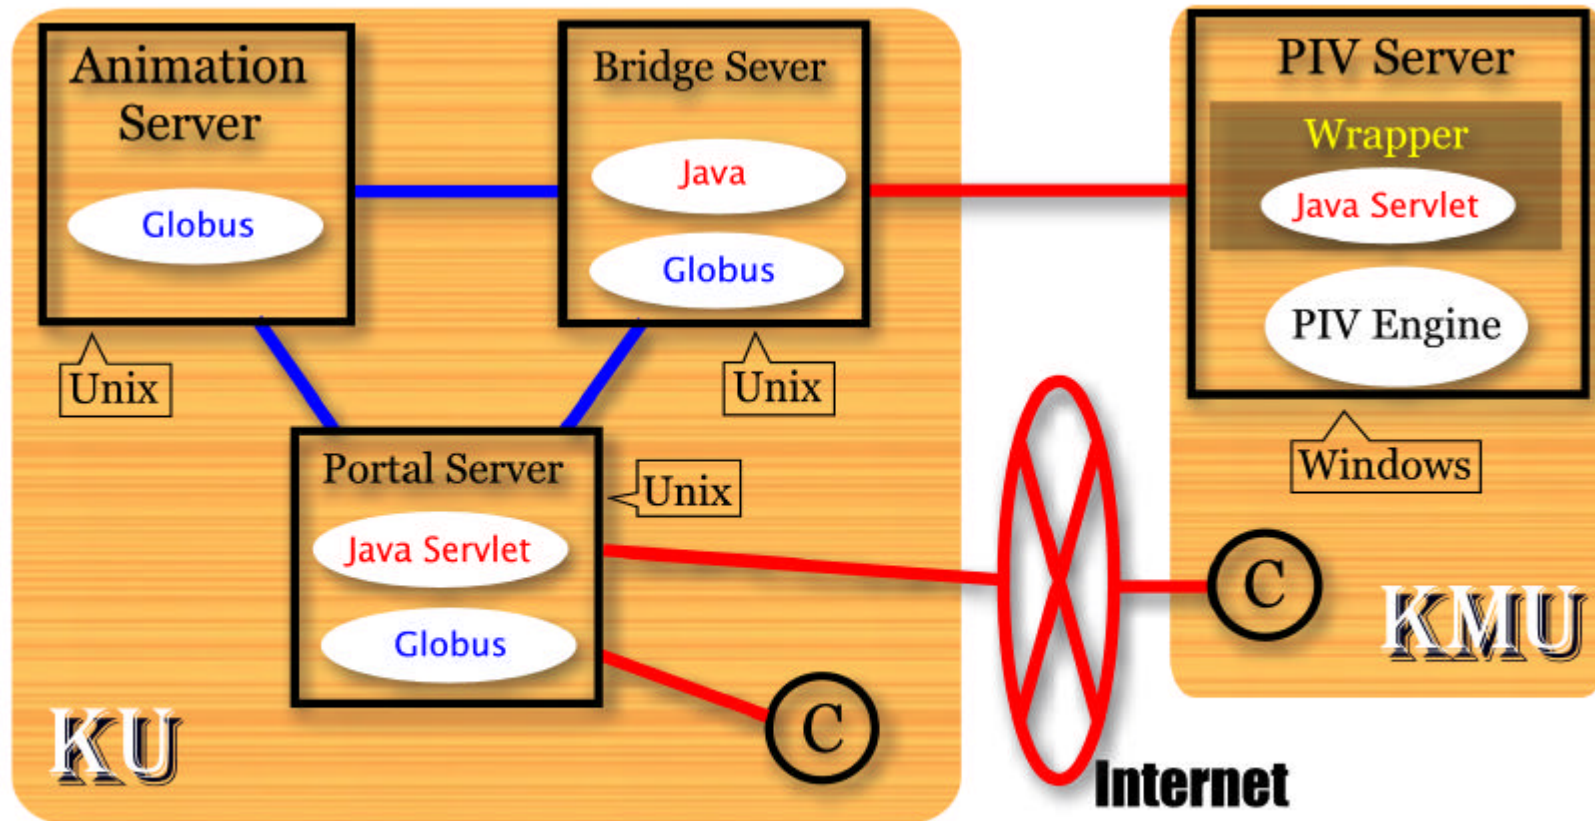 Animation
Server
Globus
Unix
Bridge Sever
Java
Globus
Unix
Portal Server
Java Servlet
Globus
Unix
C
KU
PIV Server
Wrapper
Java Servlet
PIV Engine
Windows
C
KMU
Internet